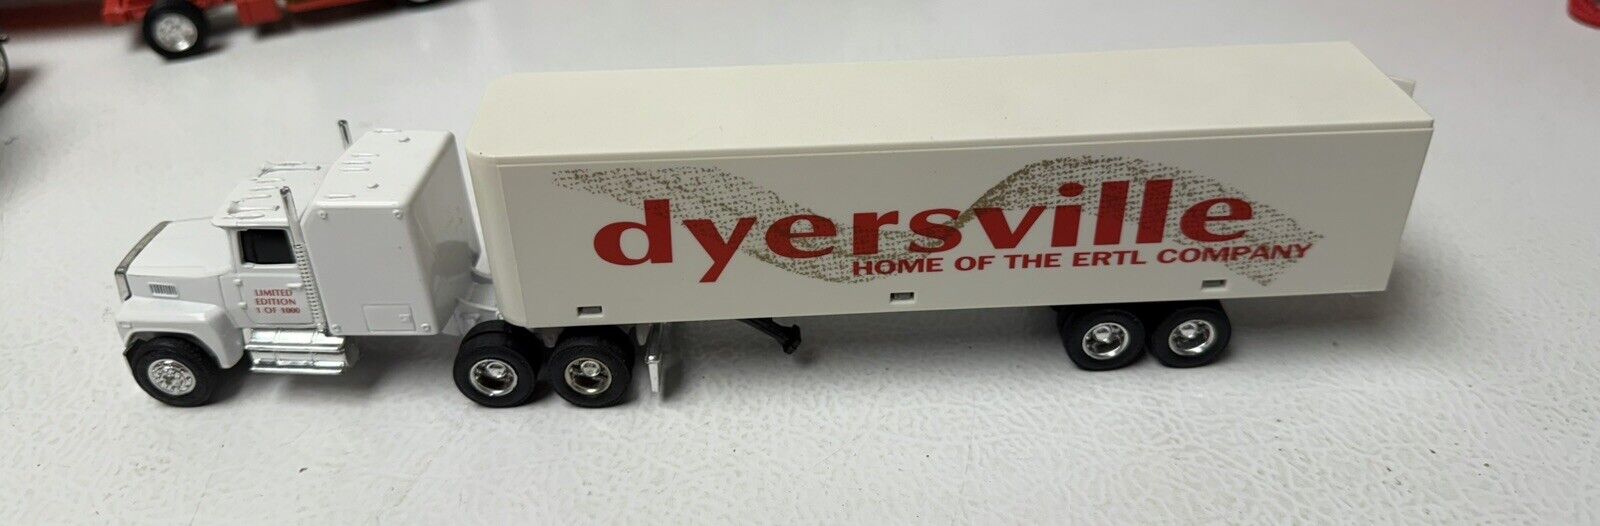 LIMITED
EDITION
1 OF 1000
dyersville
HOME OF THE ERTL COMPANY